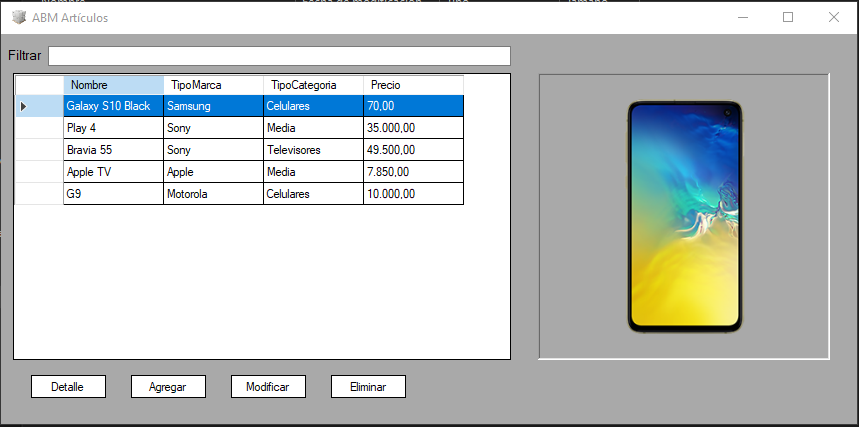 ABM Artículos
Filtrar
Nombre TipoMarca TipoCategoria Precio
Galaxy S10 Black Samsung Celulares 70,00
Play 4 Sony Media 35.000,00
Bravia 55 Sony Televisores 49.500,00
Apple TV Apple Media 7.850,00
G9 Motorola Celulares 10.000,00
Detalle Agregar Modificar Eliminar